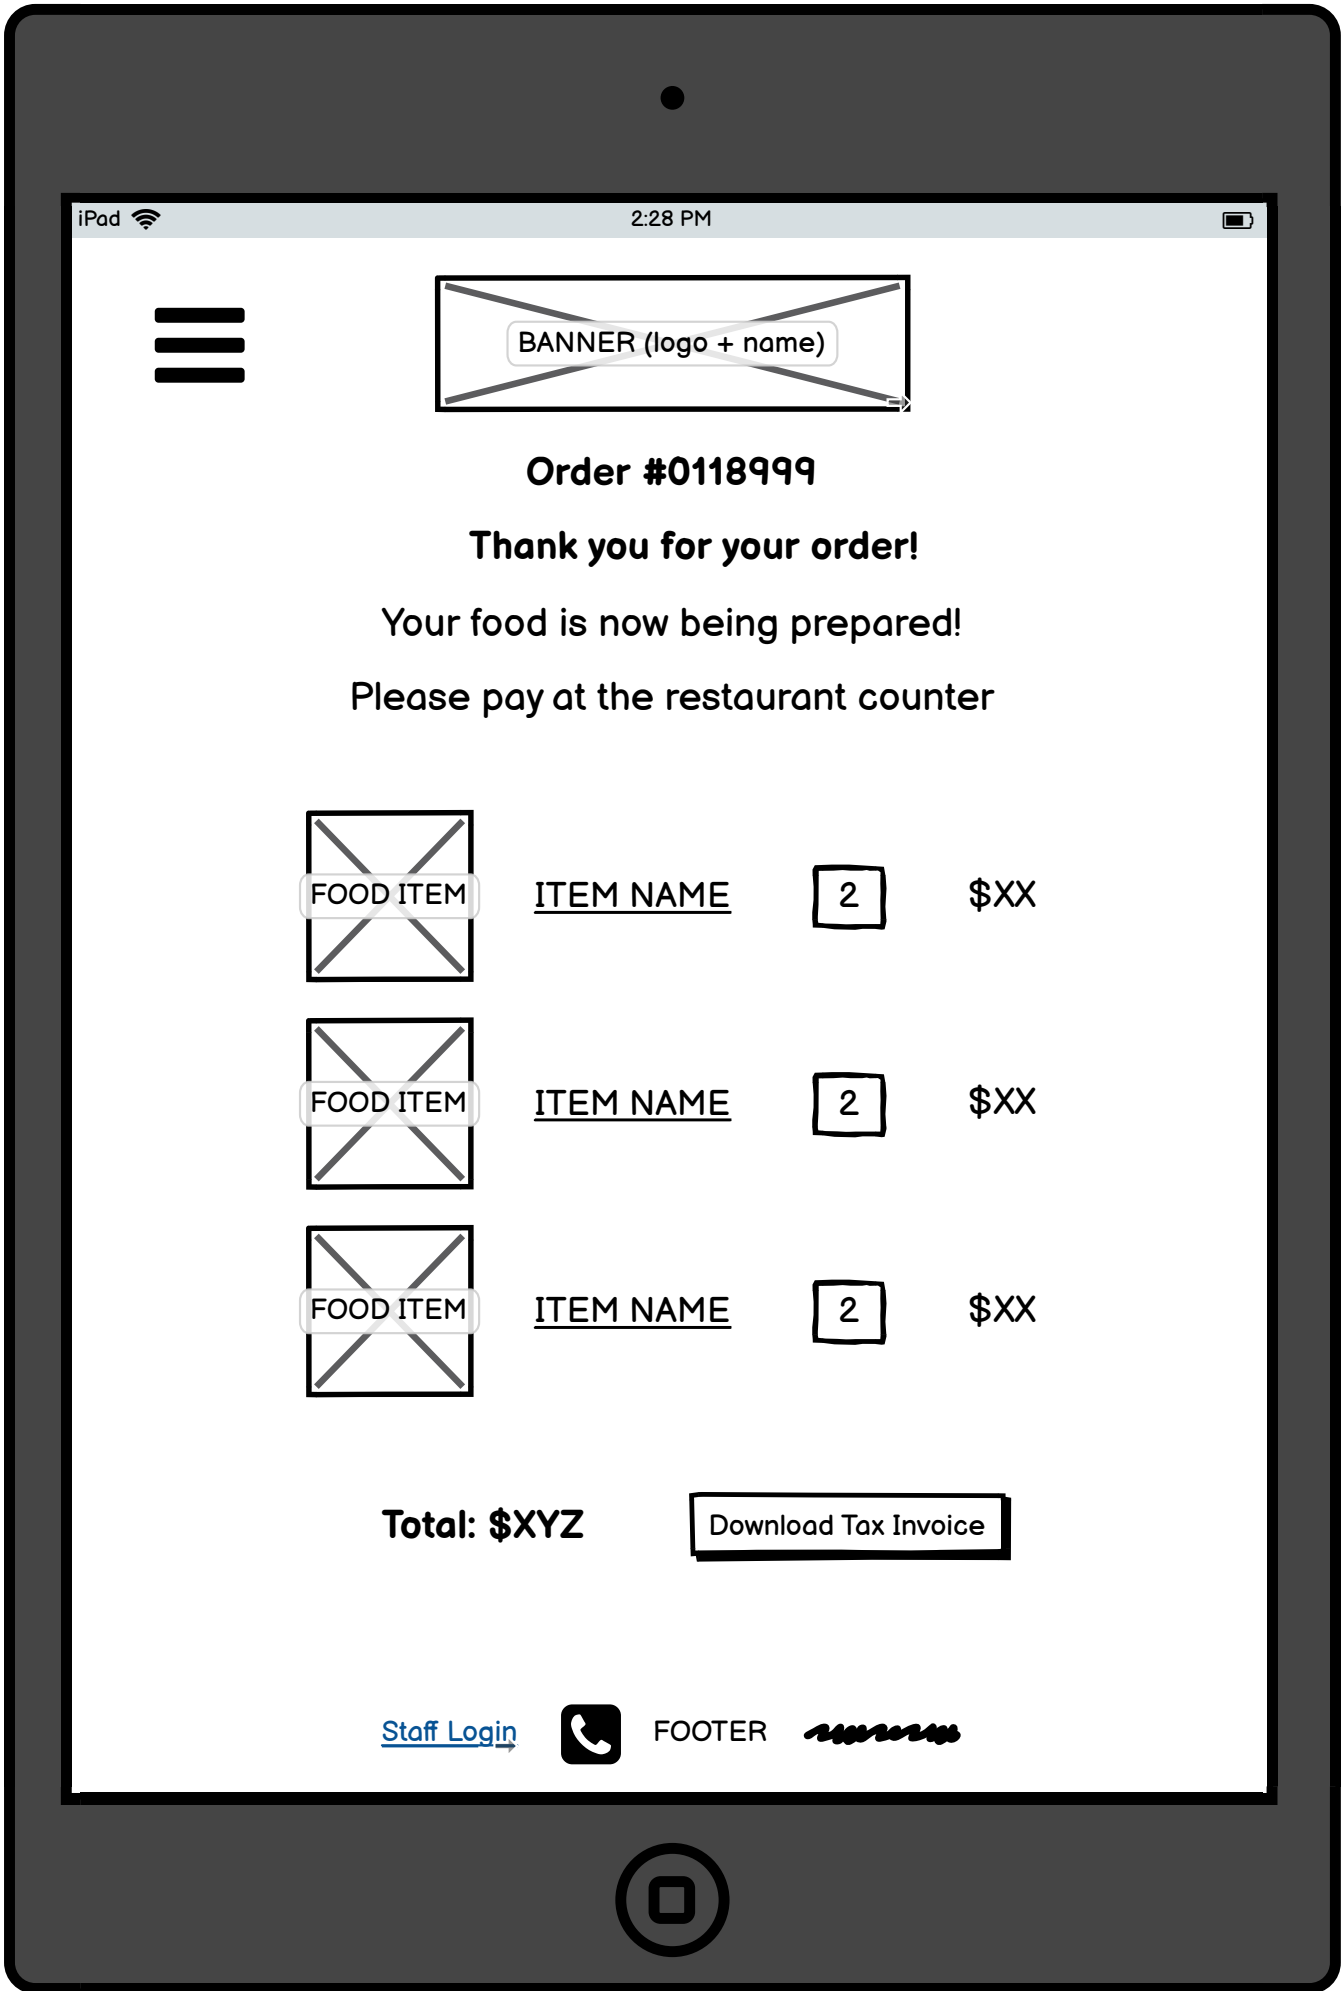 iPad 2:28 PM
BANNER (logo + name)
Order #0118999
Thank you for your order!
Your food is now being prepared!
Please pay at the restaurant counter
FOOD ITEM ITEM NAME 2 $XX
FOOD ITEM ITEM NAME 2 $XX
FOOD ITEM ITEM NAME 2 $XX
Total: $XYZ Download Tax Invoice
Staff Login FOOTER